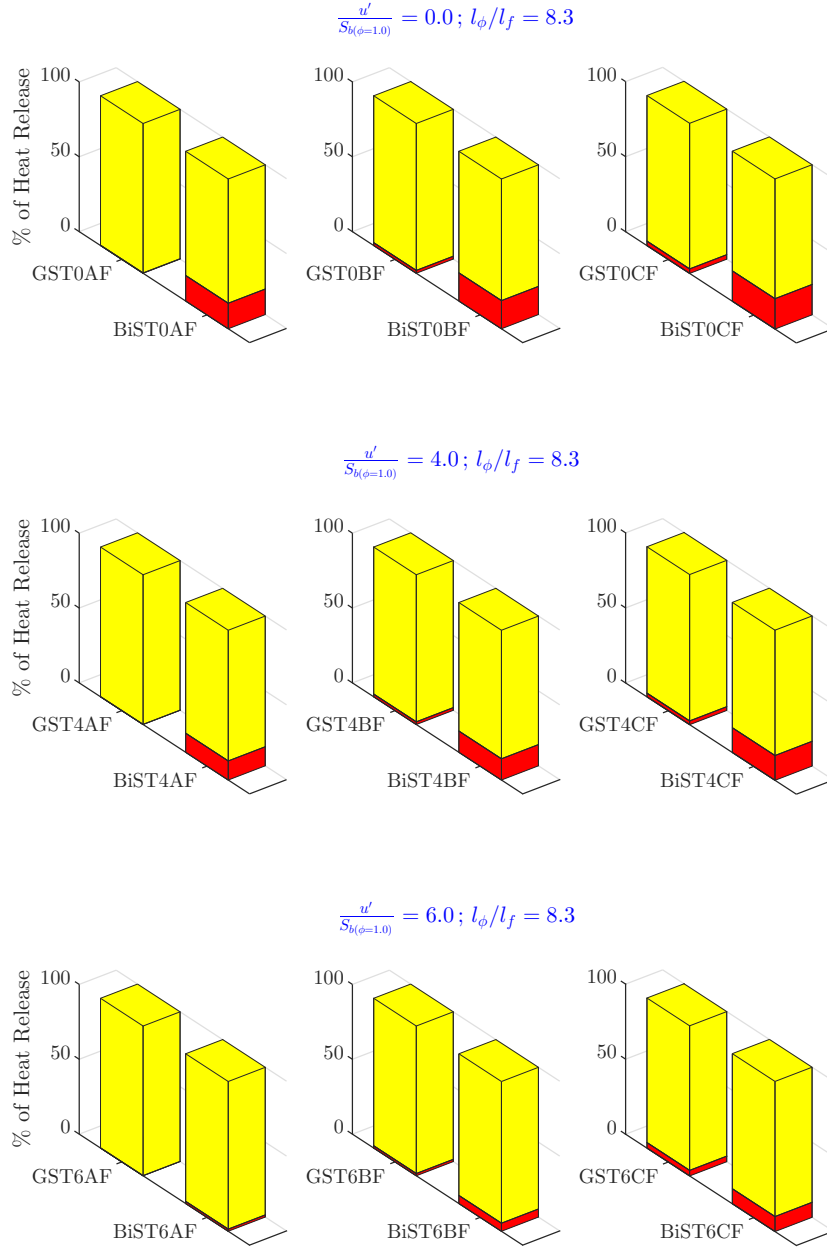 u′/S_b(ϕ=1.0) = 0.0 ; l_ϕ/l_f = 8.3
% of Heat Release
100
50
0
GST0AF
BiST0AF
100
50
0
GST0BF
BiST0BF
100
50
0
GST0CF
BiST0CF
u′/S_b(ϕ=1.0) = 4.0 ; l_ϕ/l_f = 8.3
% of Heat Release
100
50
0
GST4AF
BiST4AF
100
50
0
GST4BF
BiST4BF
100
50
0
GST4CF
BiST4CF
u′/S_b(ϕ=1.0) = 6.0 ; l_ϕ/l_f = 8.3
% of Heat Release
100
50
0
GST6AF
BiST6AF
100
50
0
GST6BF
BiST6BF
100
50
0
GST6CF
BiST6CF